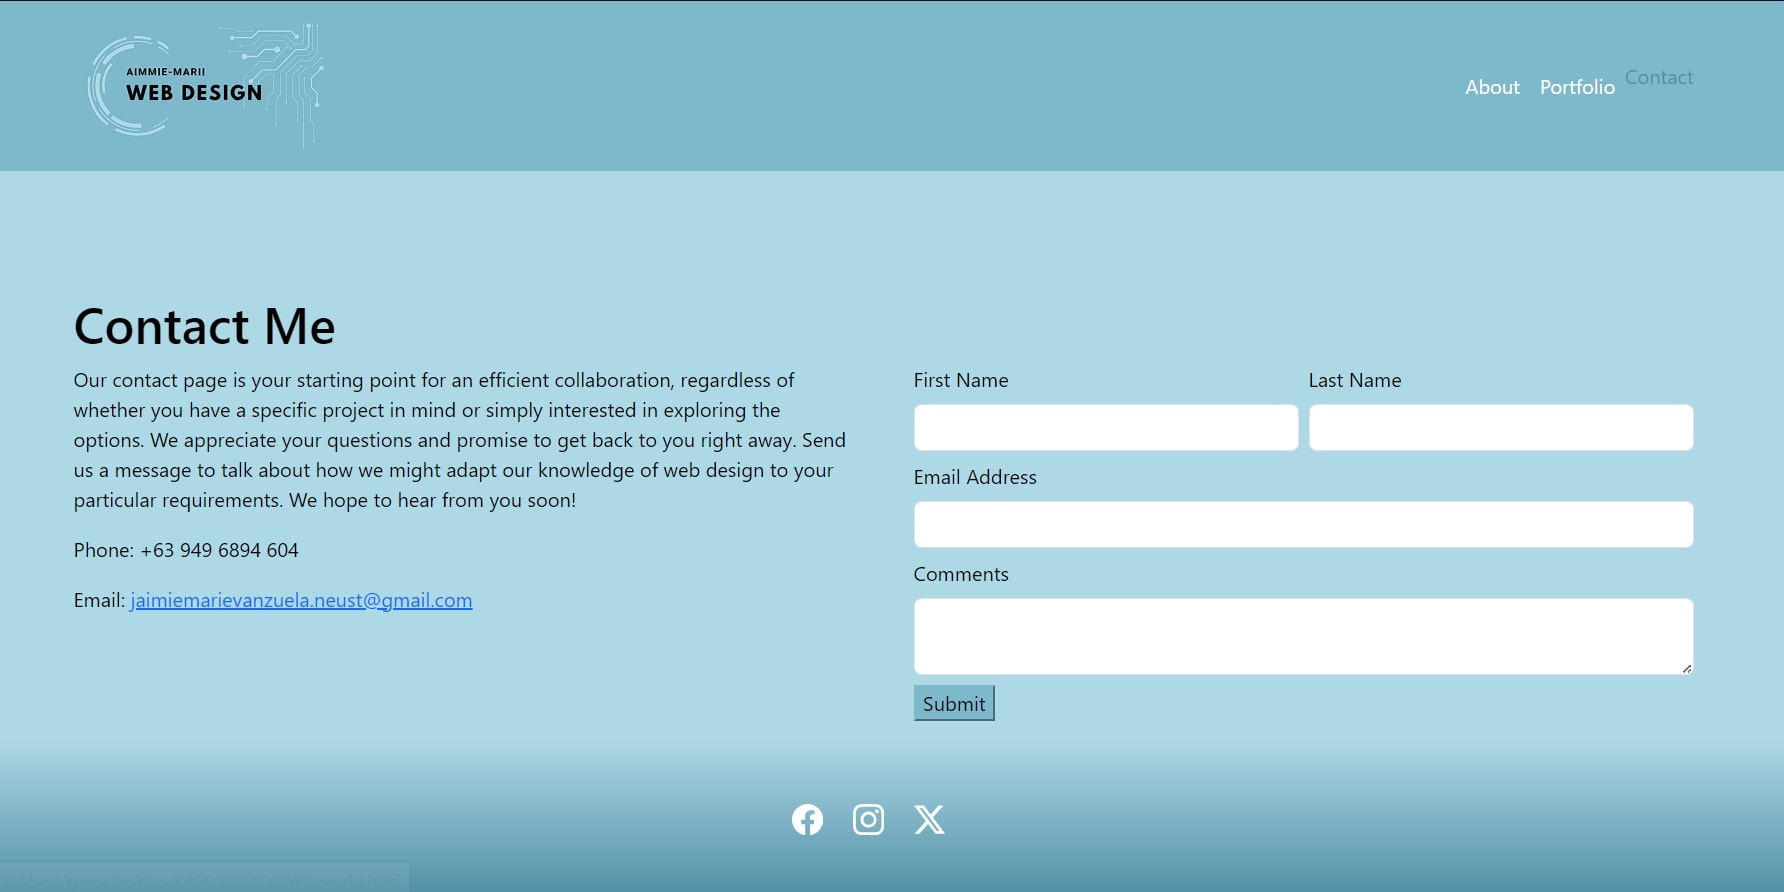 AIMMIE-MARII
WEB DESIGN
About Portfolio Contact
Contact Me
Our contact page is your starting point for an efficient collaboration, regardless of
whether you have a specific project in mind or simply interested in exploring the
options. We appreciate your questions and promise to get back to you right away. Send
us a message to talk about how we might adapt our knowledge of web design to your
particular requirements. We hope to hear from you soon!
Phone: +63 949 6894 604
Email: jaimiemarievanzuela.neust@gmail.com
First Name Last Name
Email Address
Comments
Submit